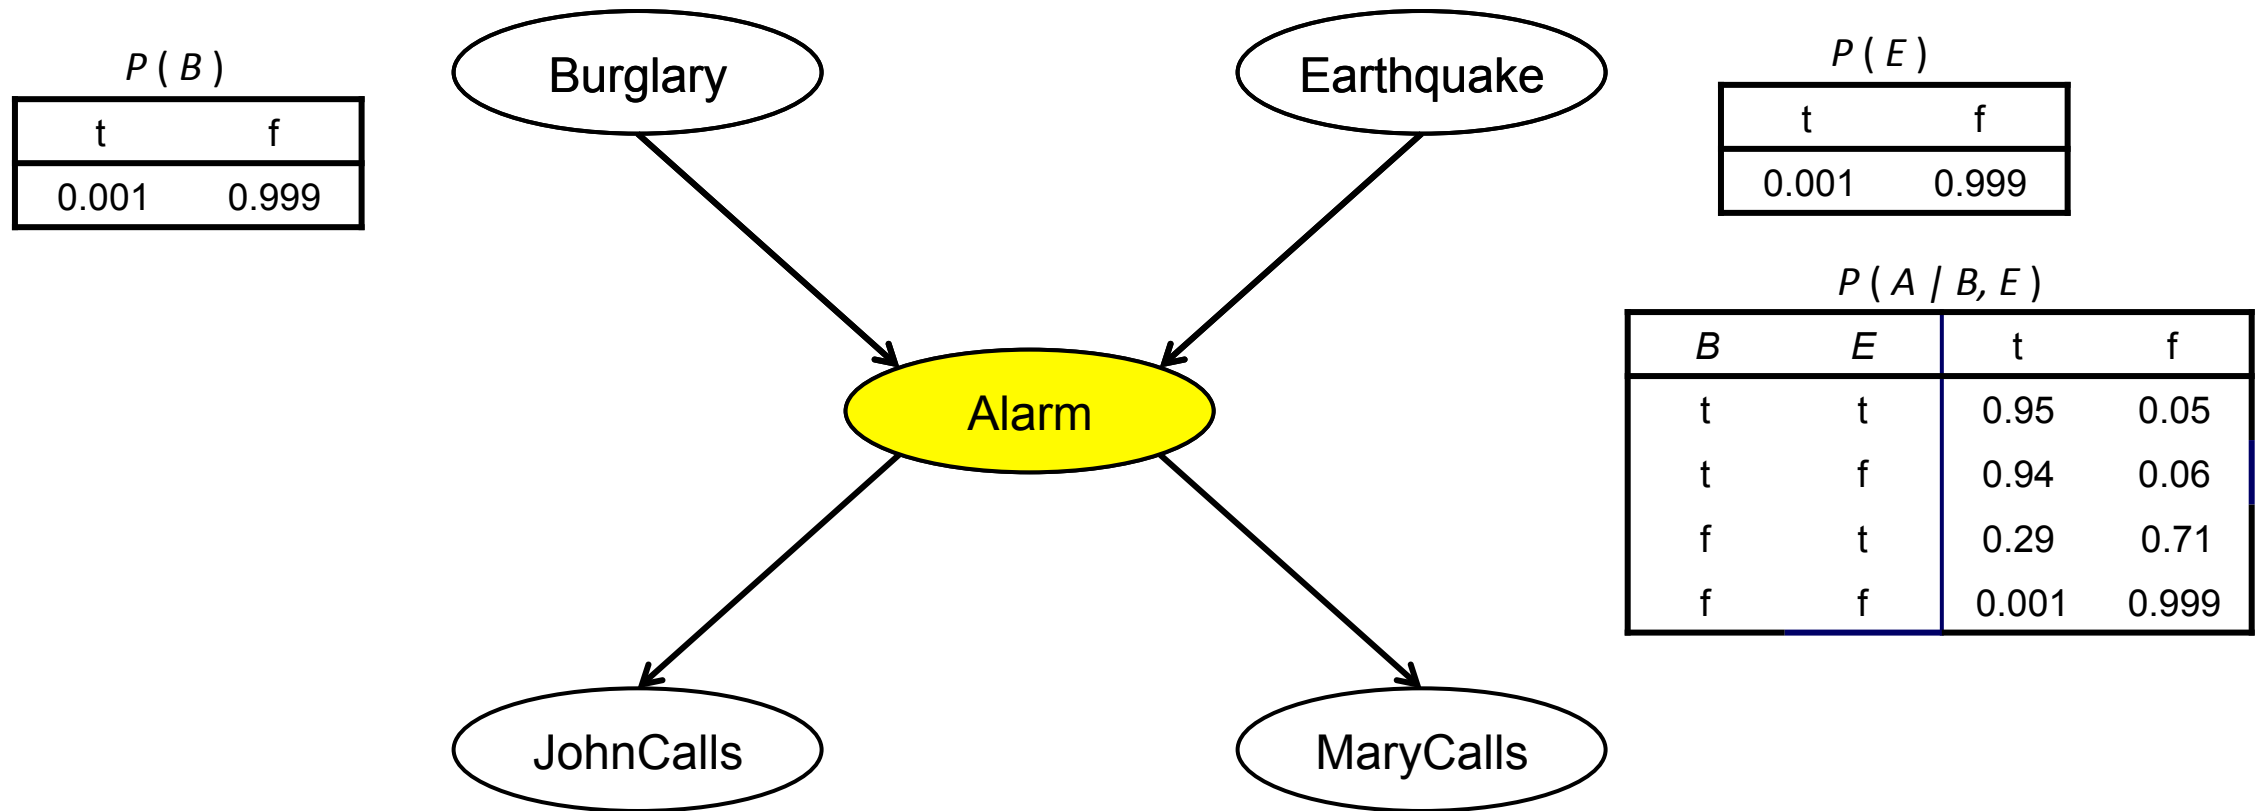 P ( B )
t f
0.001 0.999
Burglary
Earthquake
P ( E )
t f
0.001 0.999
P ( A | B, E )
B E t f
t t 0.95 0.05
t f 0.94 0.06
f t 0.29 0.71
f f 0.001 0.999
Alarm
JohnCalls
MaryCalls